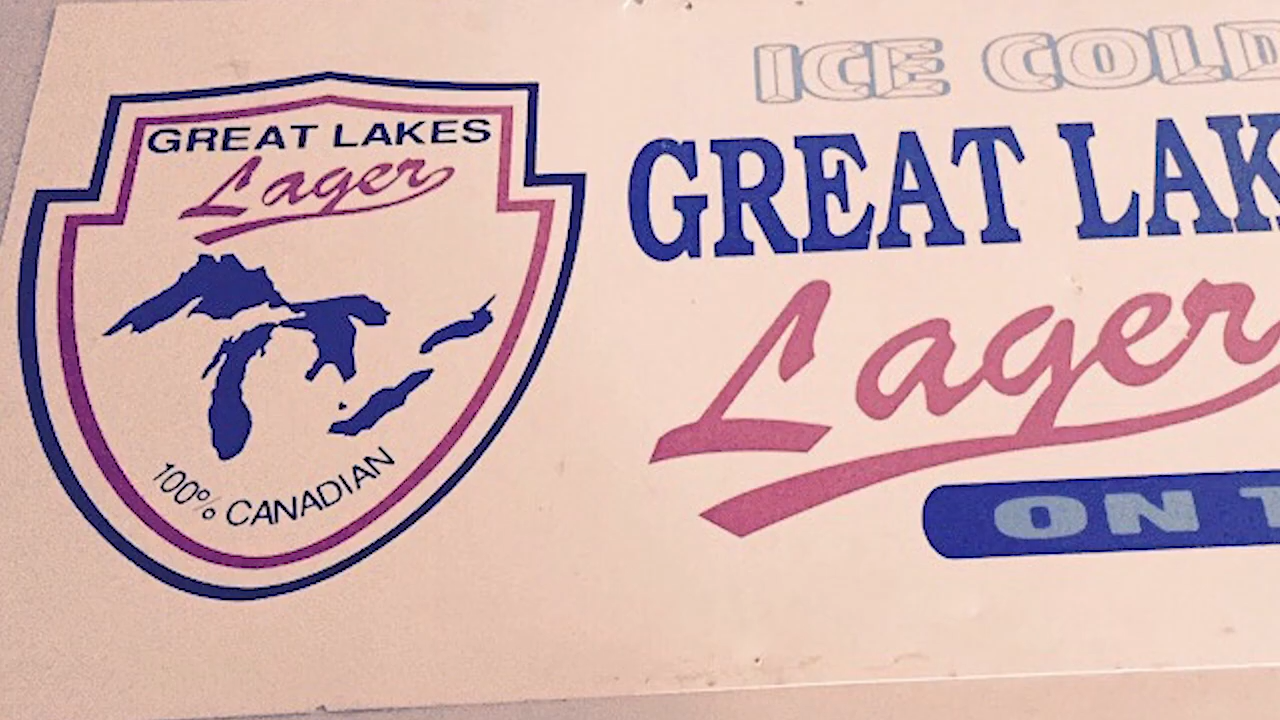 GREAT LAKES
Lager
100% CANADIAN
ICE COLD
GREAT LAK
Lager
ON T